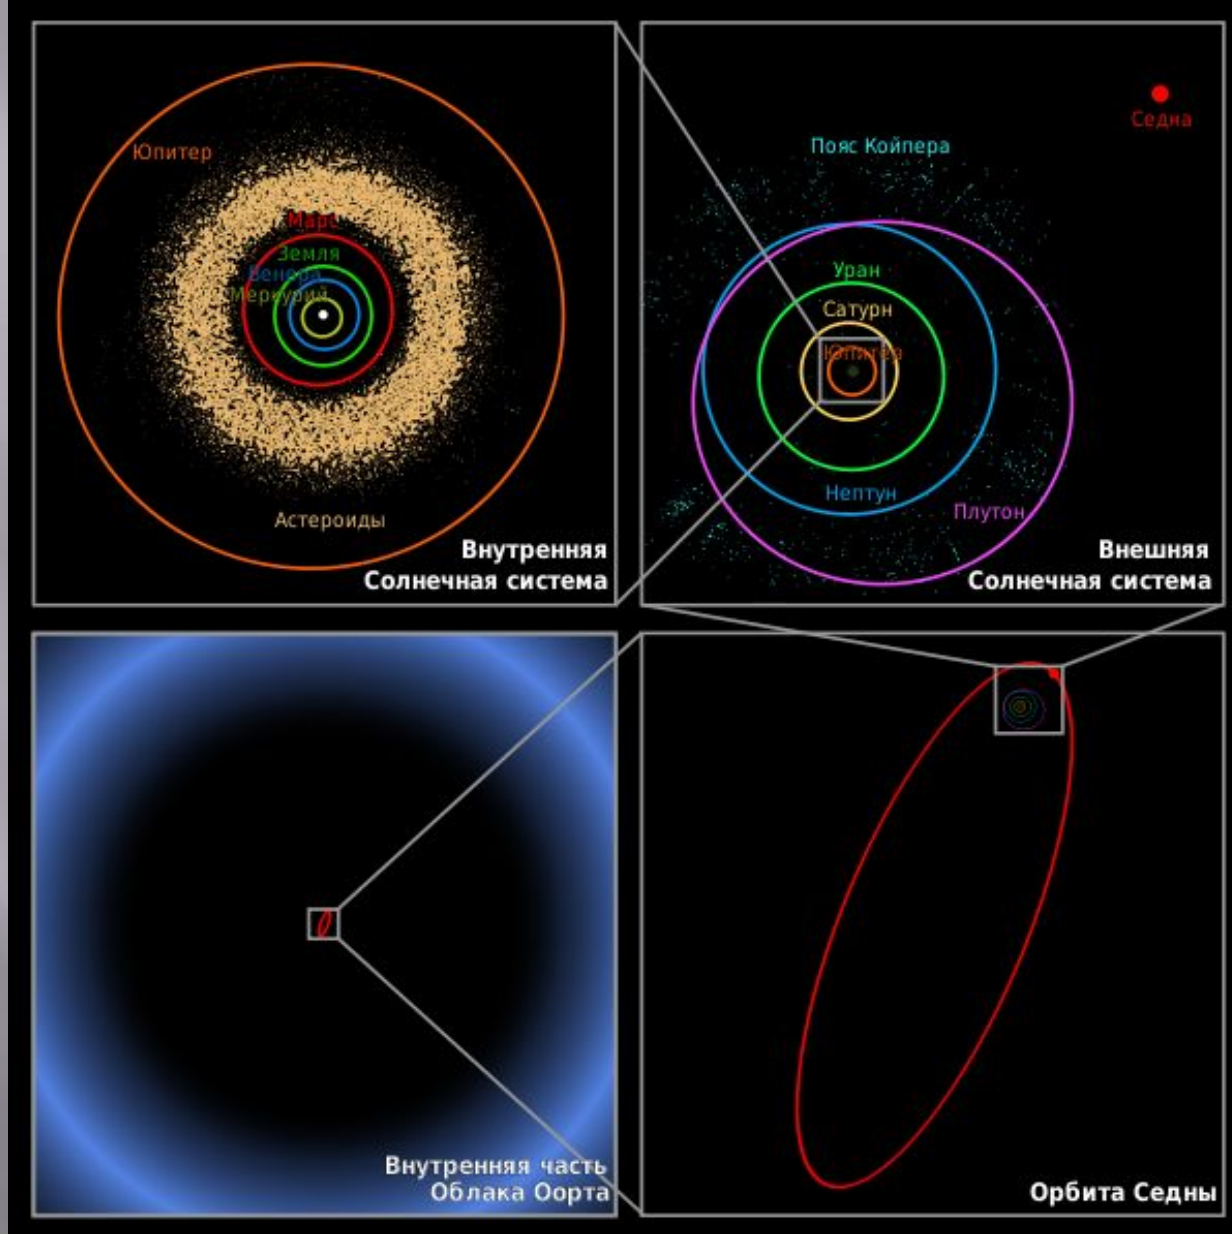 Юпитер
Марс
Земля
Венера
Меркурий
Астероиды
Внутренняя
Солнечная система
Седна
Пояс Койпера
Уран
Сатурн
Юпитер
Нептун
Плутон
Внешняя
Солнечная система
Внутренняя часть
Облака Оорта
Орбита Седны